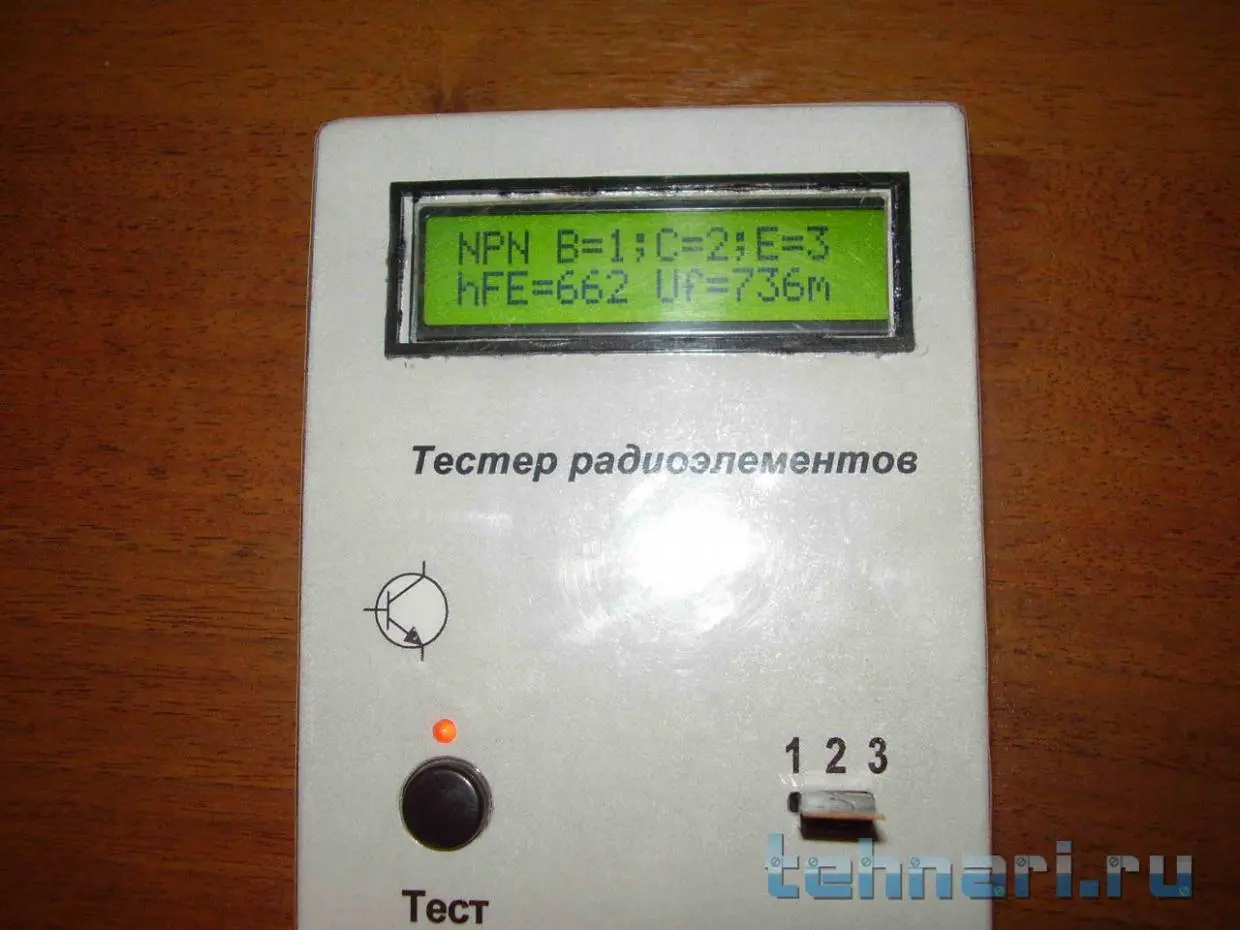 NPN B=1;C=2;E=3
hFE=662 Uf=736m
Тестер радиоэлементов
1 2 3
Тест
tehnari.ru